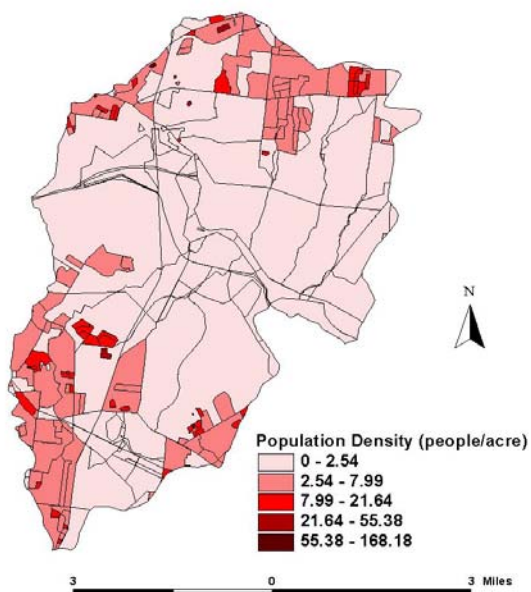 N
Population Density (people/acre)
0 - 2.54
2.54 - 7.99
7.99 - 21.64
21.64 - 55.38
55.38 - 168.18
3 0 3 Miles